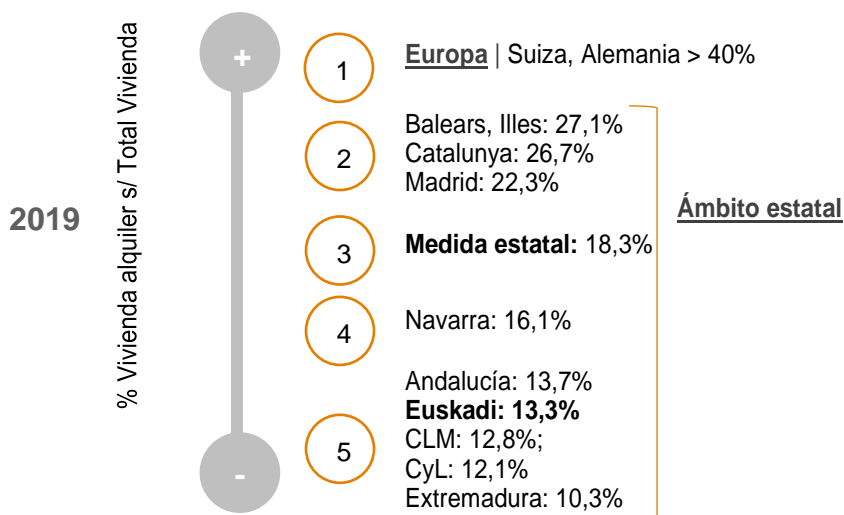 2019
% Vivienda alquiler s/ Total Vivienda
+
-
1
Europa | Suiza, Alemania > 40%
2
Balears, Illes: 27,1%
Catalunya: 26,7%
Madrid: 22,3%
3
Medida estatal: 18,3%
4
Navarra: 16,1%
5
Andalucía: 13,7%
Euskadi: 13,3%
CLM: 12,8%;
CyL: 12,1%
Extremadura: 10,3%
Ámbito estatal